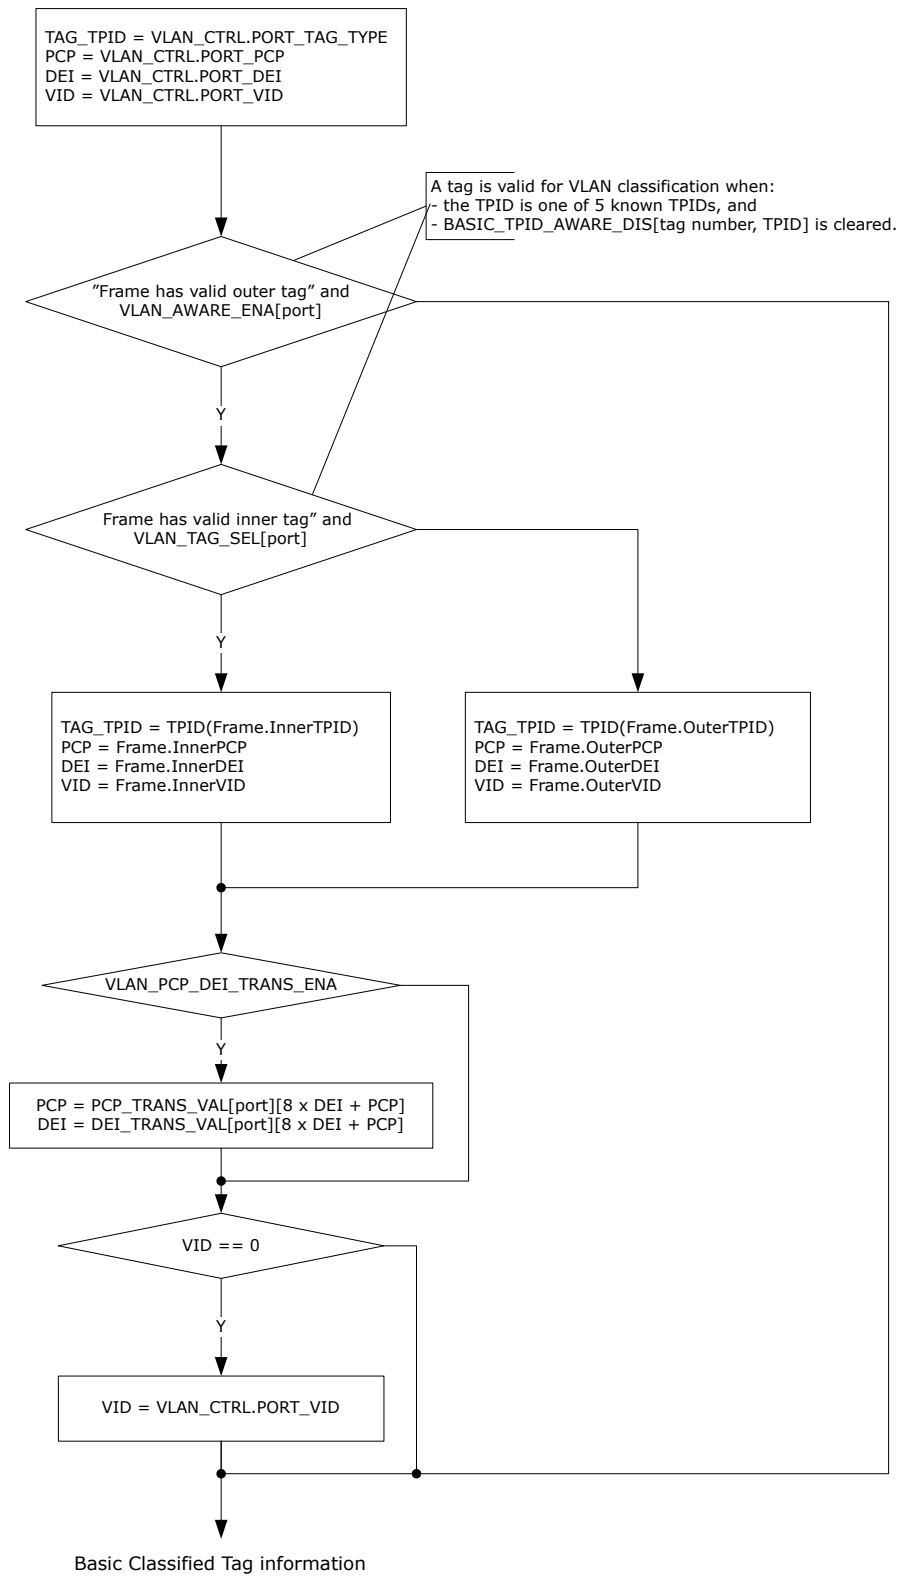 TAG_TPID = VLAN_CTRL.PORT_TAG_TYPE
PCP = VLAN_CTRL.PORT_PCP
DEI = VLAN_CTRL.PORT_DEI
VID = VLAN_CTRL.PORT_VID
A tag is valid for VLAN classification when:
- the TPID is one of 5 known TPIDs, and
- BASIC_TPID_AWARE_DIS[tag number, TPID] is cleared.
”Frame has valid outer tag” and
VLAN_AWARE_ENA[port]
Y
Frame has valid inner tag” and
VLAN_TAG_SEL[port]
Y
TAG_TPID = TPID(Frame.InnerTPID)
PCP = Frame.InnerPCP
DEI = Frame.InnerDEI
VID = Frame.InnerVID
TAG_TPID = TPID(Frame.OuterTPID)
PCP = Frame.OuterPCP
DEI = Frame.OuterDEI
VID = Frame.OuterVID
VLAN_PCP_DEI_TRANS_ENA
Y
PCP = PCP_TRANS_VAL[port][8 x DEI + PCP]
DEI = DEI_TRANS_VAL[port][8 x DEI + PCP]
VID == 0
Y
VID = VLAN_CTRL.PORT_VID
Basic Classified Tag information